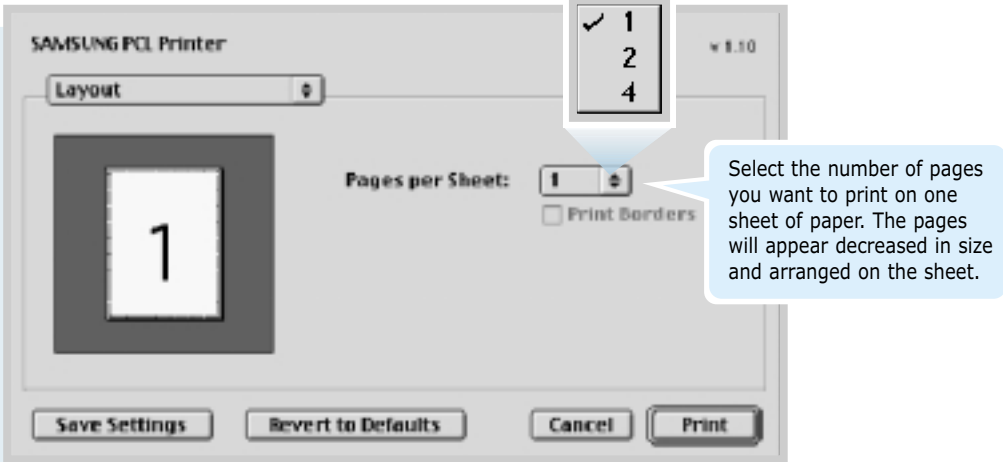 SAMSUNG PCL Printer
v 1.10
✓ 1
2
4
Layout
1
Pages per Sheet: 1
Print Borders
Select the number of pages
you want to print on one
sheet of paper. The pages
will appear decreased in size
and arranged on the sheet.
Save Settings
Revert to Defaults
Cancel
Print